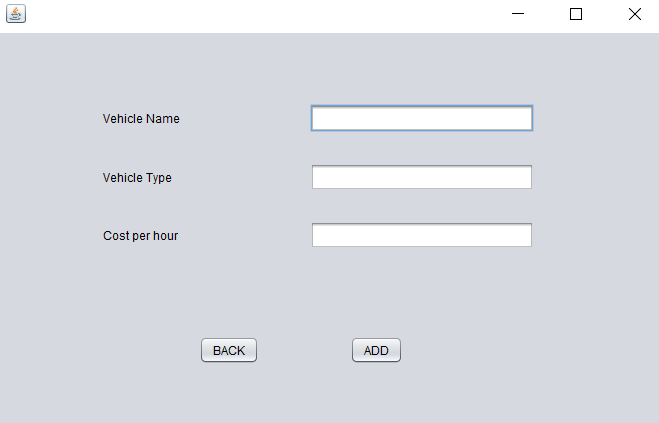 Vehicle Name
Vehicle Type
Cost per hour
BACK ADD